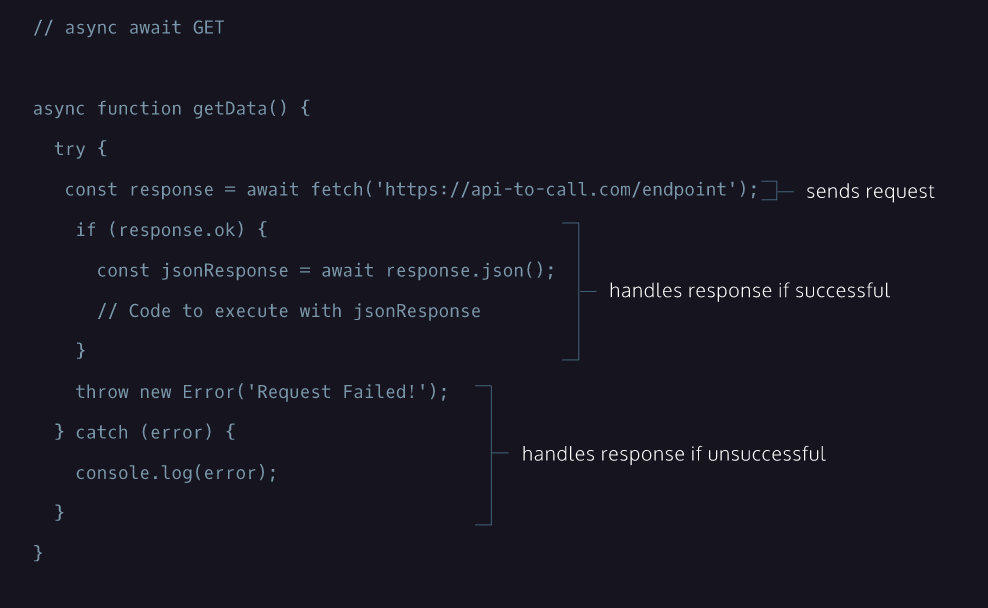 // async await GET
async function getData() {
try {
const response = await fetch('https://api-to-call.com/endpoint');
sends request
if (response.ok) {
const jsonResponse = await response.json();
handles response if successful
// Code to execute with jsonResponse
}
throw new Error('Request Failed!');
} catch (error) {
handles response if unsuccessful
console.log(error);
}
}